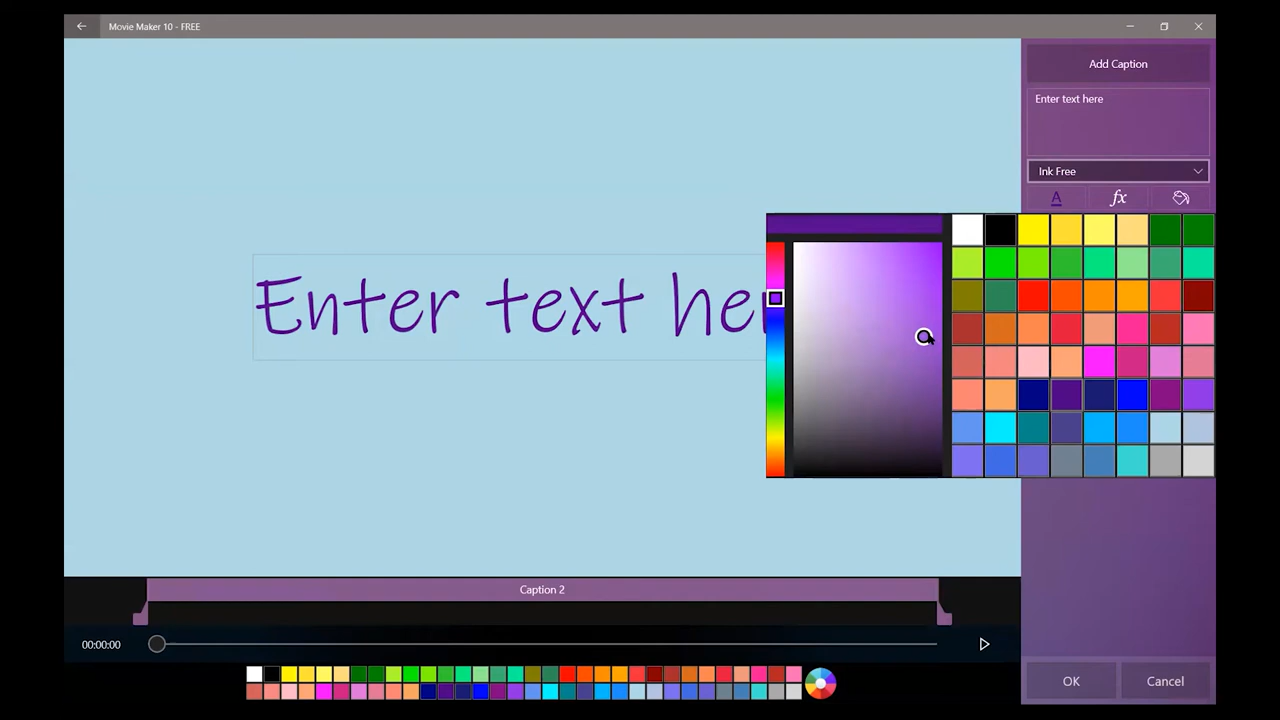 Movie Maker 10 - FREE
Add Caption
Enter text here
Ink Free
A fx
Enter text her
Caption 2
00:00:00
OK Cancel